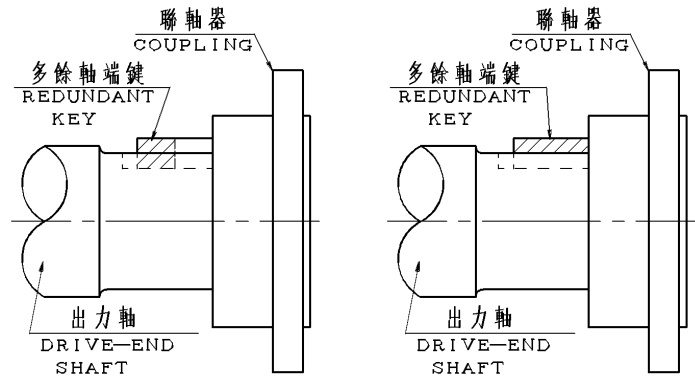 聯軸器
COUPLING
多餘軸端鍵
REDUNDANT
KEY
出力軸
DRIVE-END
SHAFT
聯軸器
COUPLING
多餘軸端鍵
REDUNDANT
KEY
出力軸
DRIVE-END
SHAFT